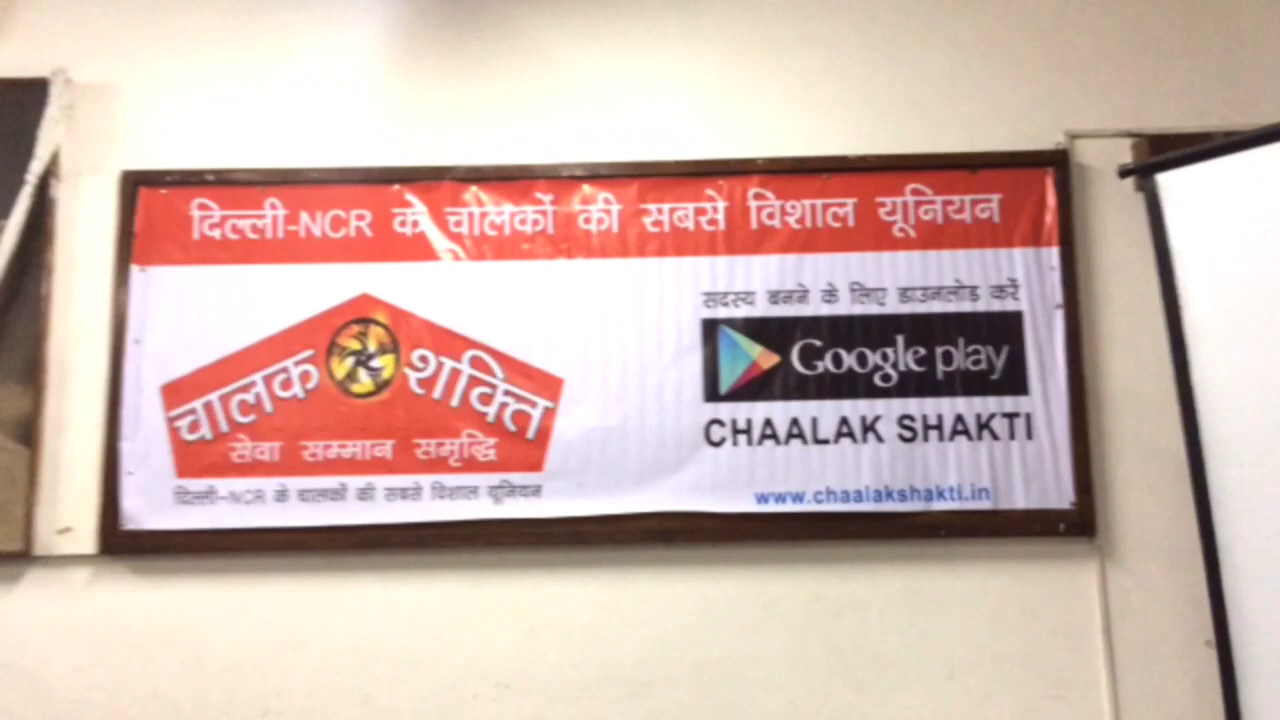 दिल्ली-NCR के चालकों की सबसे विशाल यूनियन
चालक शक्ति
सेवा सम्मान समृद्धि
दिल्ली-NCR के चालकों की सबसे विशाल यूनियन
सदस्य बनने के लिए डाउनलोड करें
Google play
CHAALAK SHAKTI
www.chaalakshakti.in